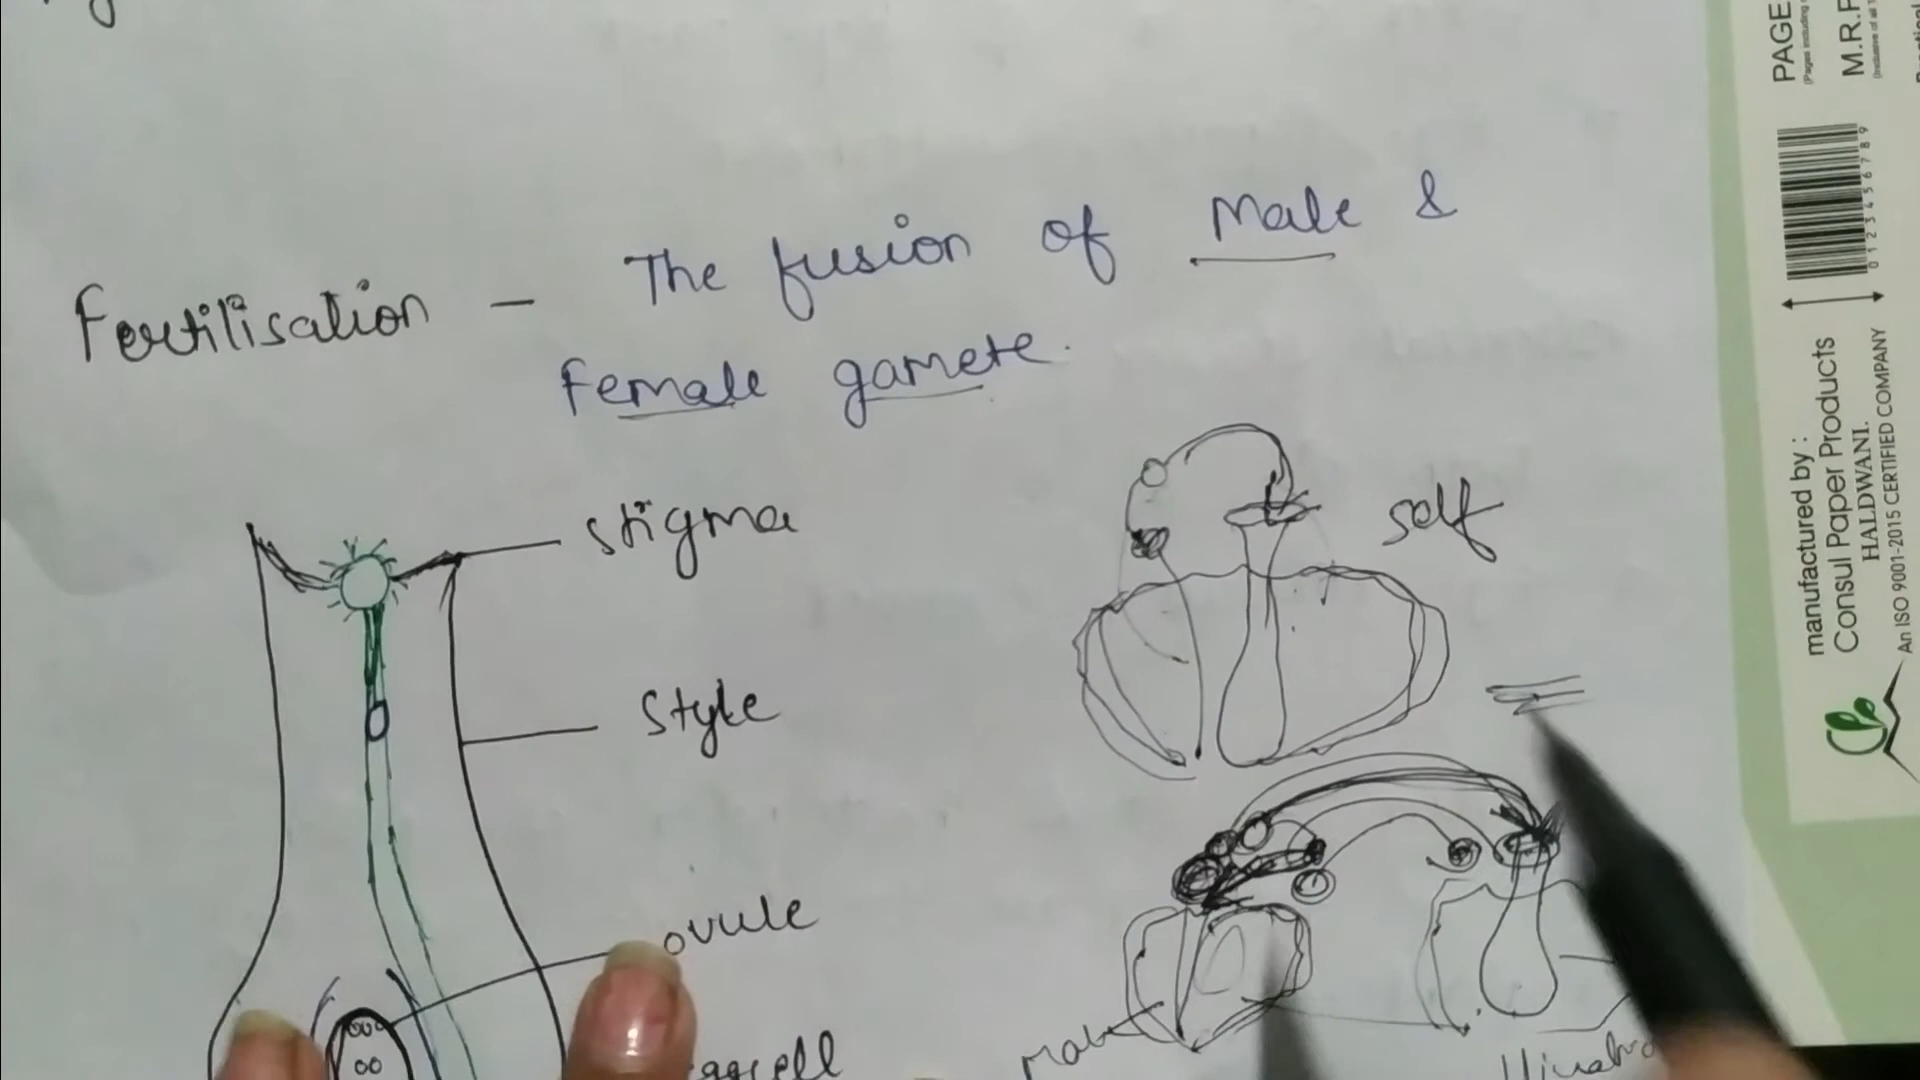 Fertilisation - The fusion of Male &
Female gamete.
stigma
self
style
ovule
PAGE
M.R.P
0 1 2 3 4 5 6 7 8 9
manufactured by :
Consul Paper Products
HALDWANI.
An ISO 9001-2015 CERTIFIED COMPANY